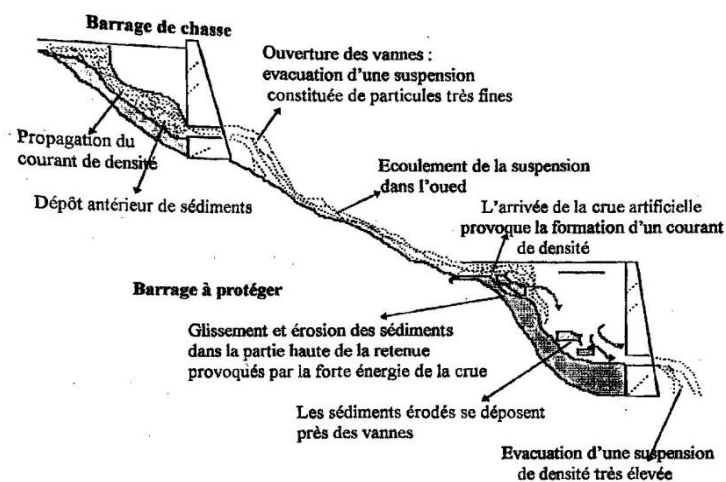 Barrage de chasse
Ouverture des vannes :
evacuation d'une suspension
constituée de particules très fines
Propagation du
courant de densité
Dépôt antérieur de sédiments
Ecoulement de la suspension
dans l'oued
L'arrivée de la crue artificielle
provoque la formation d'un courant
de densité
Barrage à protéger
Glissement et érosion des sédiments
dans la partie haute de la retenue
provoqués par la forte énergie de la crue
Les sédiments érodés se déposent
près des vannes
Evacuation d'une suspension
de densité très élevée